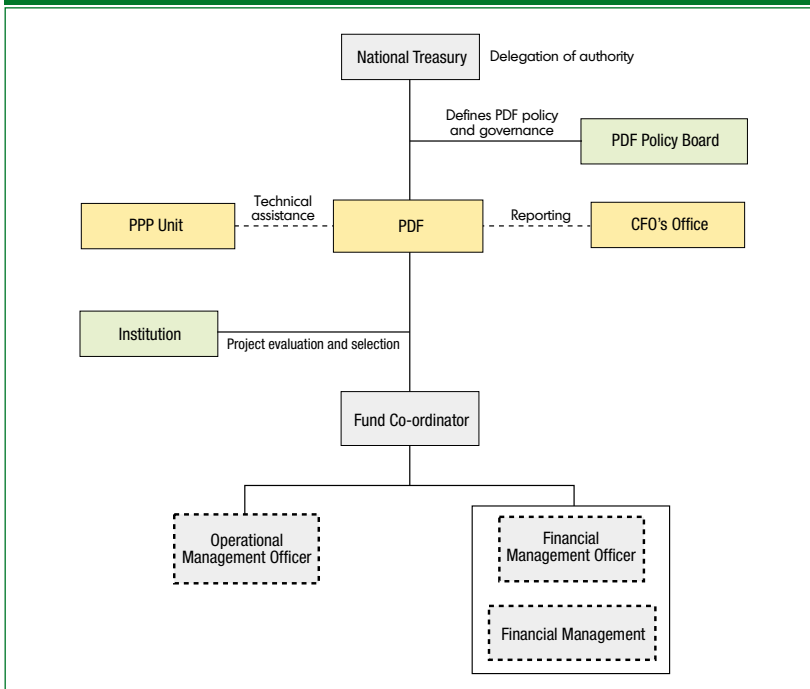 National Treasury
Delegation of authority
Defines PDF policy
and governance
PDF Policy Board
PPP Unit
Technical
assistance
PDF
Reporting
CFO's Office
Institution
Project evaluation and selection
Fund Co-ordinator
Operational
Management Officer
Financial
Management Officer
Financial Management